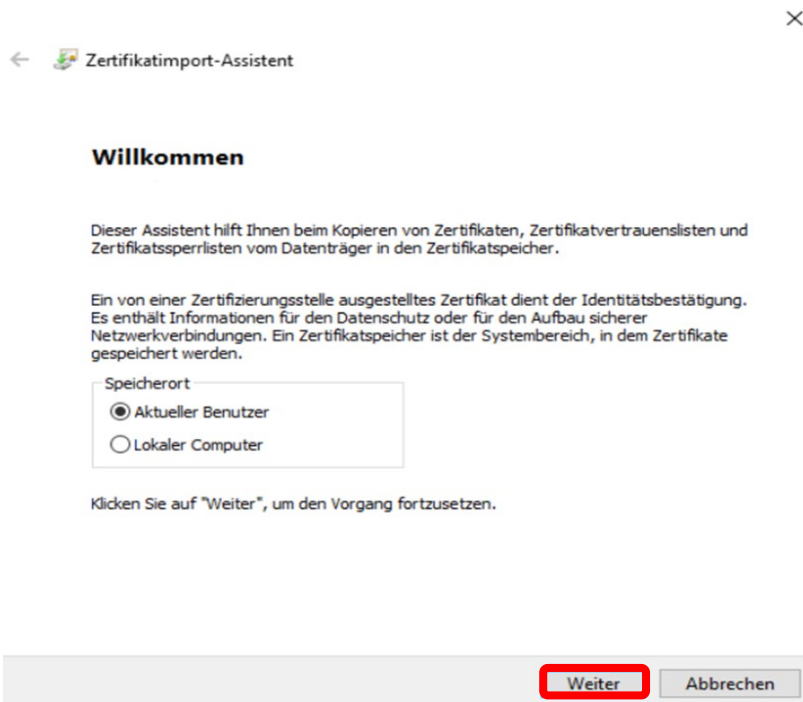 Zertifikatimport-Assistent
Willkommen
Dieser Assistent hilft Ihnen beim Kopieren von Zertifikaten, Zertifikatvertrauenslisten und
Zertifikatssperrlisten vom Datenträger in den Zertifikatspeicher.
Ein von einer Zertifizierungsstelle ausgestelltes Zertifikat dient der Identitätsbestätigung.
Es enthält Informationen für den Datenschutz oder für den Aufbau sicherer
Netzwerkverbindungen. Ein Zertifikatspeicher ist der Systembereich, in dem Zertifikate
gespeichert werden.
Speicherort
Aktueller Benutzer
Lokaler Computer
Klicken Sie auf "Weiter", um den Vorgang fortzusetzen.
Weiter Abbrechen